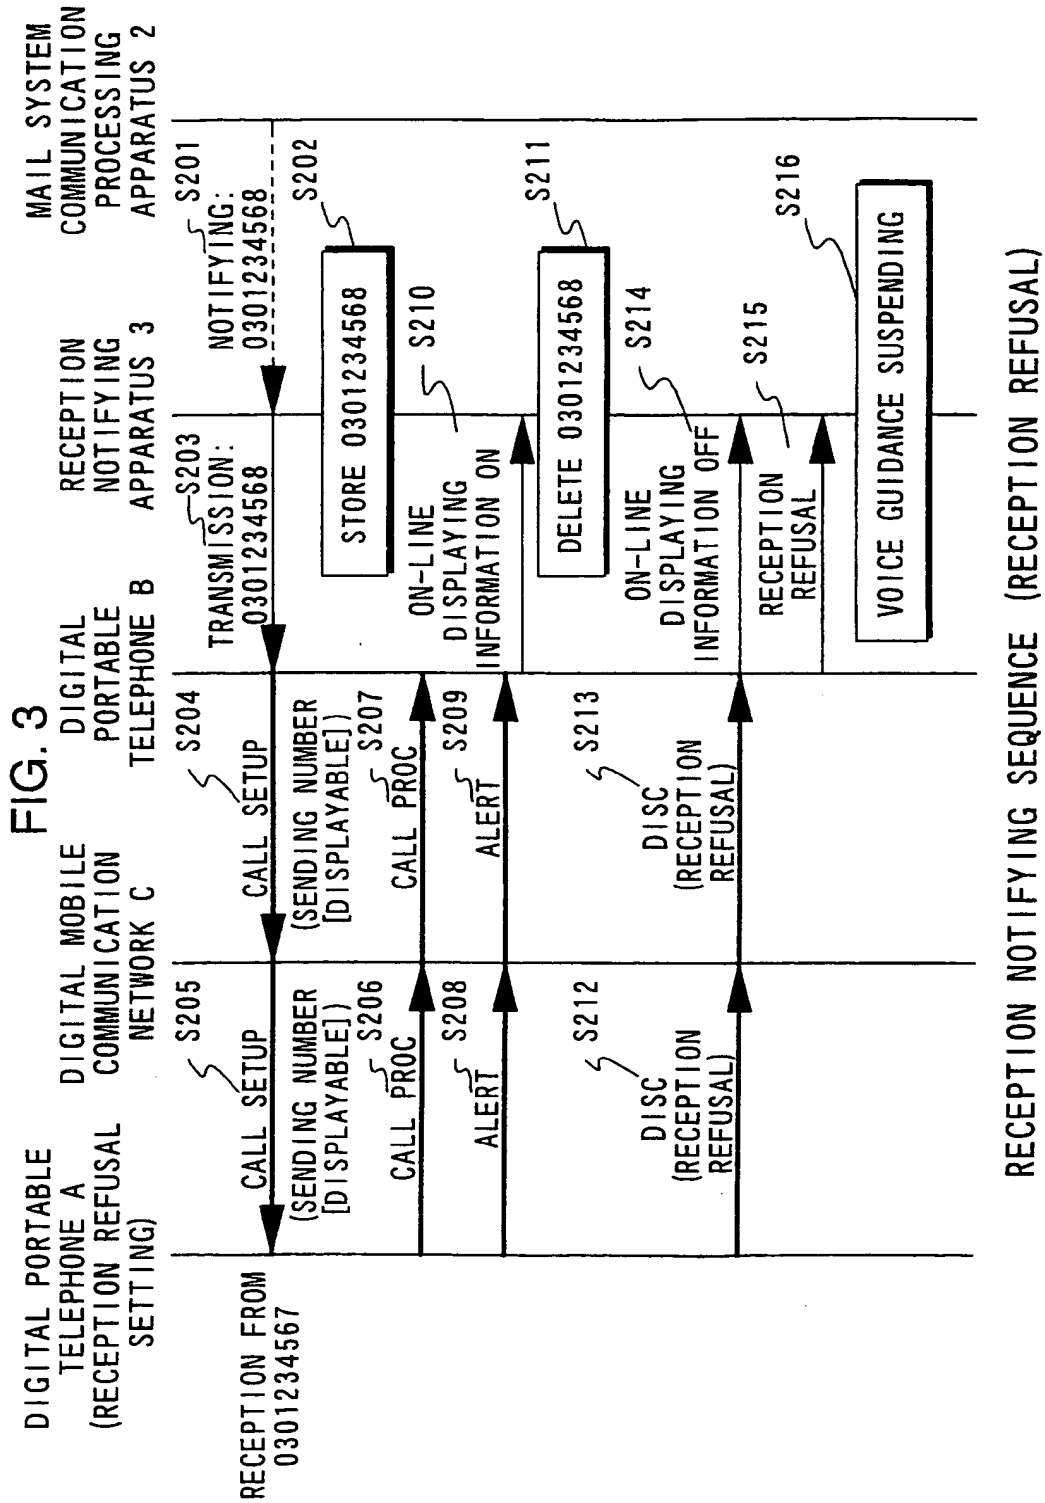 FIG. 3
DIGITAL PORTABLE
TELEPHONE A
(RECEPTION REFUSAL
SETTING)
DIGITAL MOBILE
COMMUNICATION
NETWORK C
DIGITAL
PORTABLE
TELEPHONE B
RECEPTION
NOTIFYING
APPARATUS 3
MAIL SYSTEM
COMMUNICATION
PROCESSING
APPARATUS 2
S201
NOTIFYING:
0301234568
S203
TRANSMISSION:
0301234568
S204
CALL SETUP
(SENDING NUMBER
[DISPLAYABLE])
S205
CALL SETUP
(SENDING NUMBER
[DISPLAYABLE])
RECEPTION FROM
0301234567
S202
STORE 0301234568
S206
CALL PROC
S207
CALL PROC
S208
ALERT
S209
ALERT
S210
ON-LINE
DISPLAYING
INFORMATION ON
S211
DELETE 0301234568
S212
DISC
(RECEPTION
REFUSAL)
S213
DISC
(RECEPTION
REFUSAL)
S214
ON-LINE
DISPLAYING
INFORMATION OFF
S215
RECEPTION
REFUSAL
S216
VOICE GUIDANCE SUSPENDING
RECEPTION NOTIFYING SEQUENCE (RECEPTION REFUSAL)